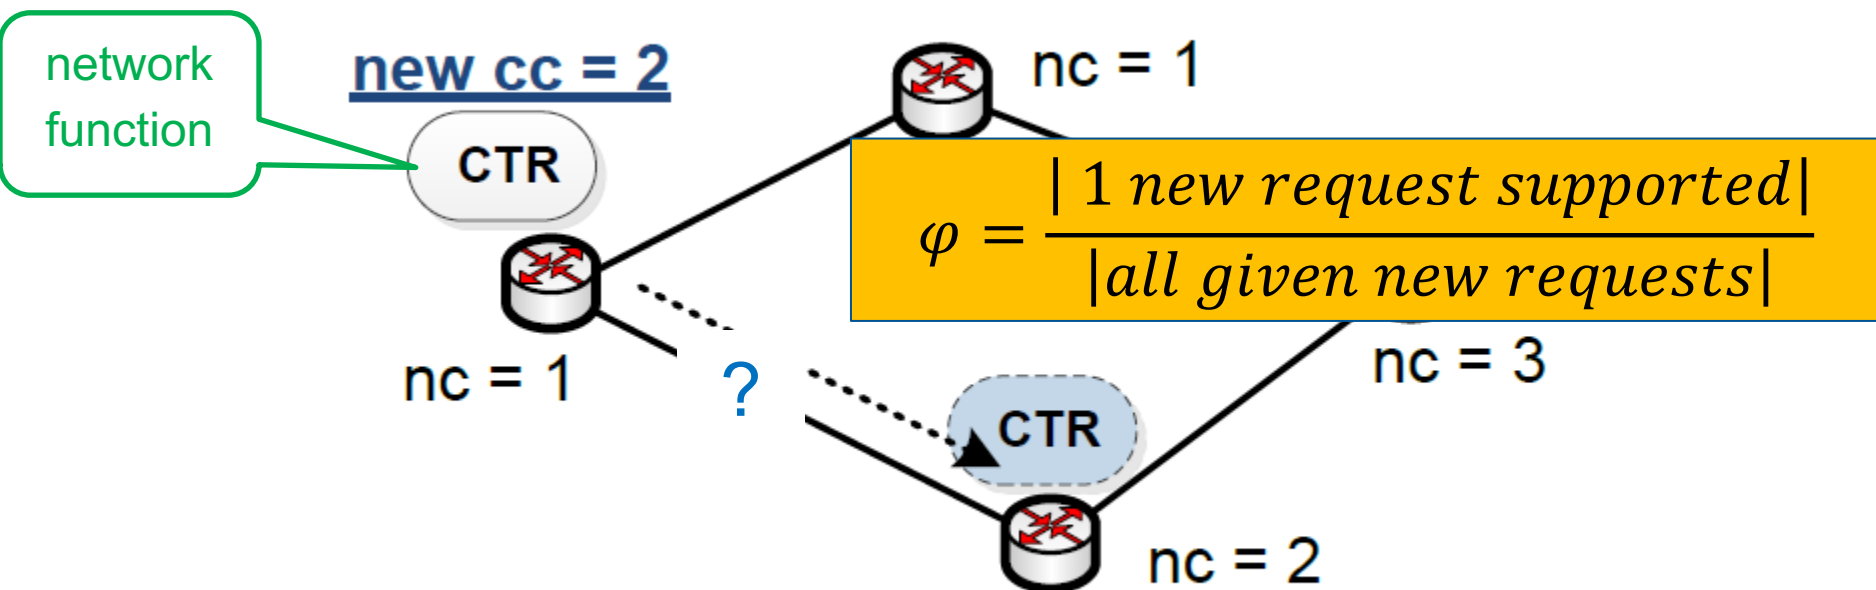 network
function
new cc = 2
CTR
nc = 1
φ = | 1 new request supported| / |all given new requests|
nc = 1
?
nc = 3
CTR
nc = 2